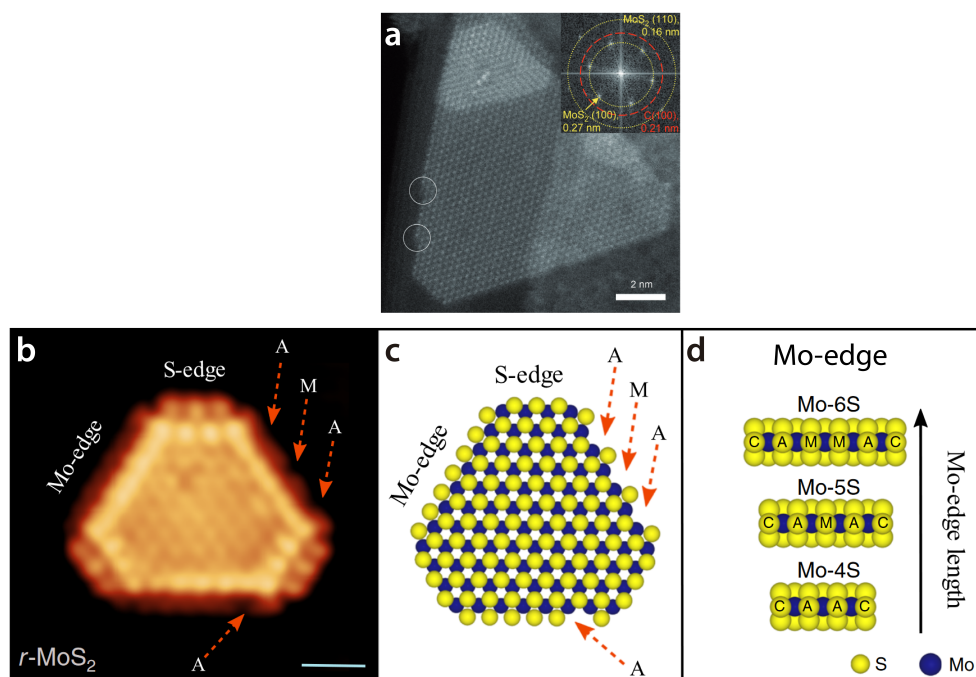 a
MoS2 (110),
0.16 nm
MoS2 (100),
0.27 nm
C(100),
0.21 nm
2 nm
b
S-edge
Mo-edge
A
M
A
A
r-MoS2
c
S-edge
Mo-edge
A
M
A
A
d
Mo-edge
Mo-6S
C A M M A C
Mo-5S
C A M A C
Mo-4S
C A A C
Mo-edge length
S
Mo